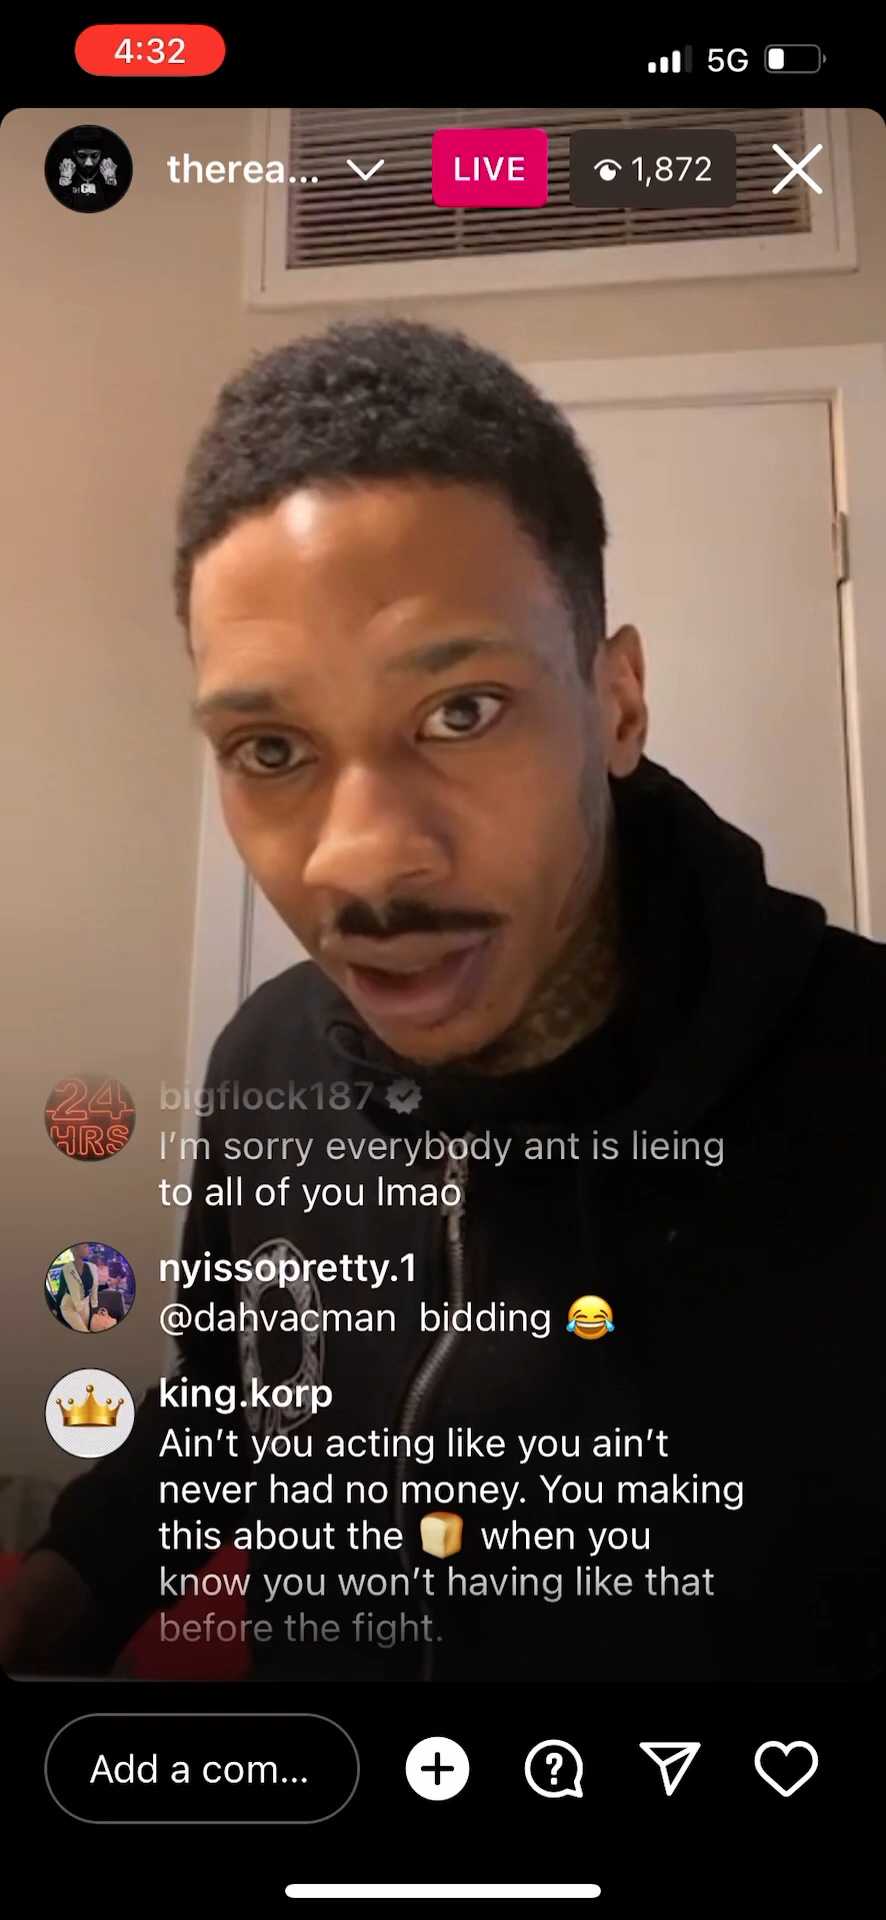 4:32
5G
therea...
LIVE
1,872
24
HRS
bigflock187
I'm sorry everybody ant is lieing
to all of you lmao
nyissopretty.1
@dahvacman bidding 😂
king.korp
Ain't you acting like you ain't
never had no money. You making
this about the 🍞 when you
know you won't having like that
before the fight.
Add a com...